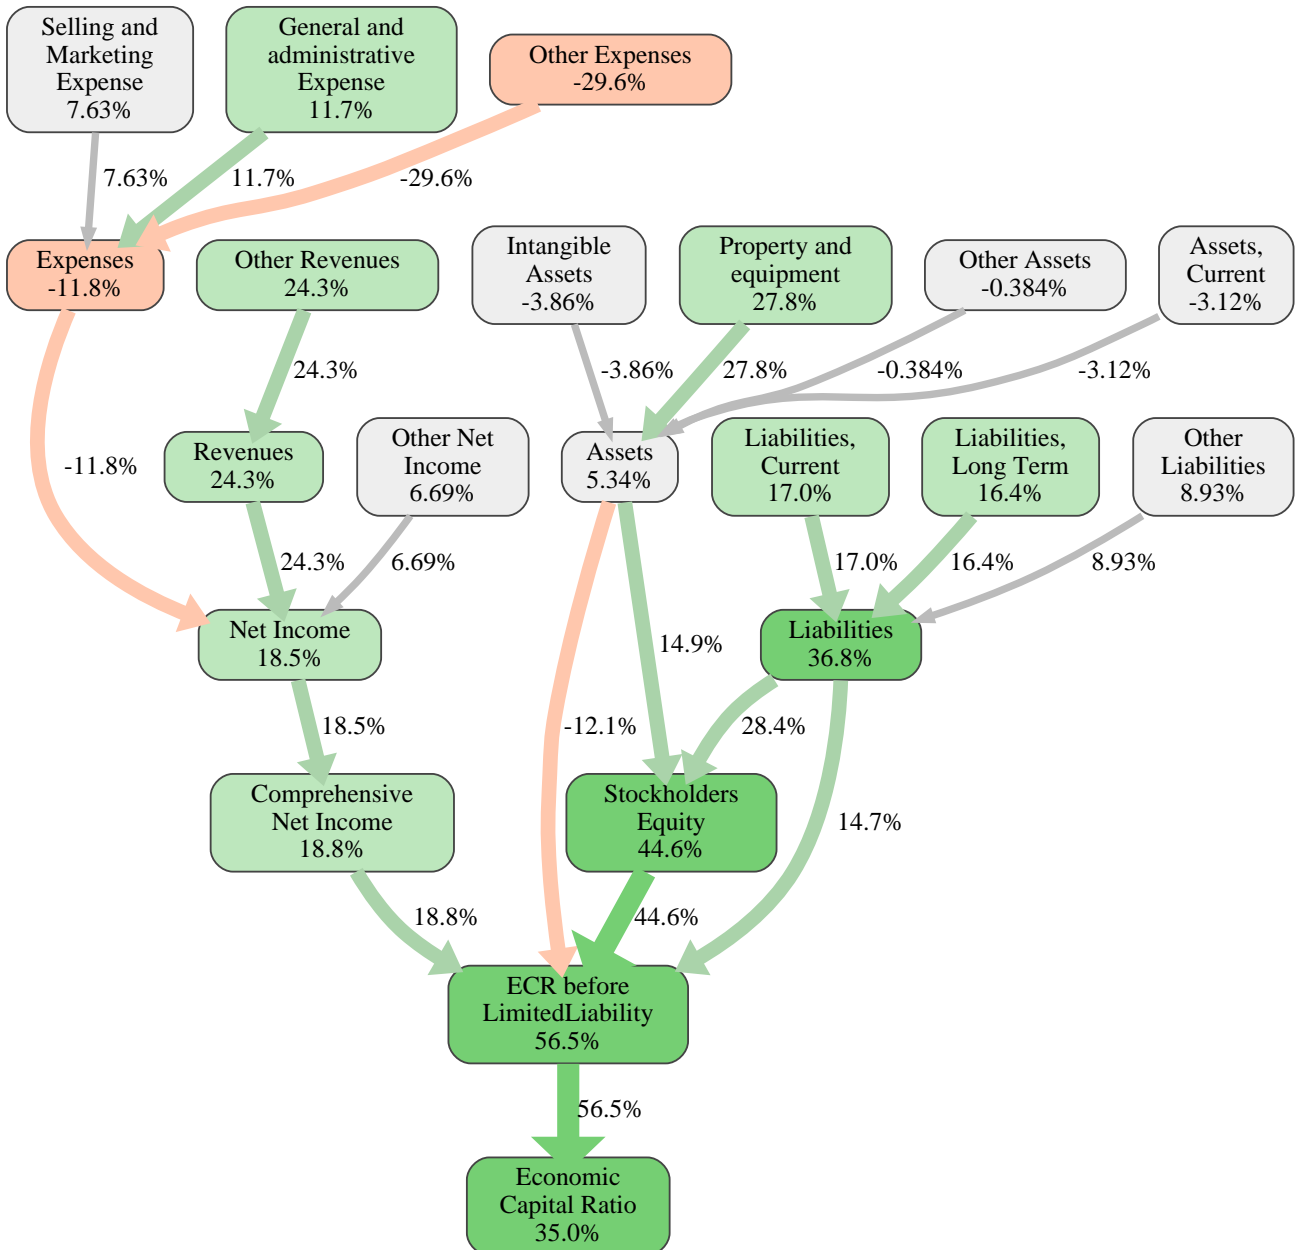 Selling and
Marketing
Expense
7.63%
General and
administrative
Expense
11.7%
Other Expenses
-29.6%
7.63%
11.7%
-29.6%
Expenses
-11.8%
Other Revenues
24.3%
Intangible
Assets
-3.86%
Property and
equipment
27.8%
Other Assets
-0.384%
Assets,
Current
-3.12%
24.3%
-3.86%
27.8%
-0.384%
-3.12%
-11.8%
Revenues
24.3%
Other Net
Income
6.69%
Assets
5.34%
Liabilities,
Current
17.0%
Liabilities,
Long Term
16.4%
Other
Liabilities
8.93%
24.3%
6.69%
17.0%
16.4%
8.93%
Net Income
18.5%
14.9%
Liabilities
36.8%
18.5%
-12.1%
28.4%
Comprehensive
Net Income
18.8%
Stockholders
Equity
44.6%
14.7%
18.8%
44.6%
ECR before
LimitedLiability
56.5%
56.5%
Economic
Capital Ratio
35.0%